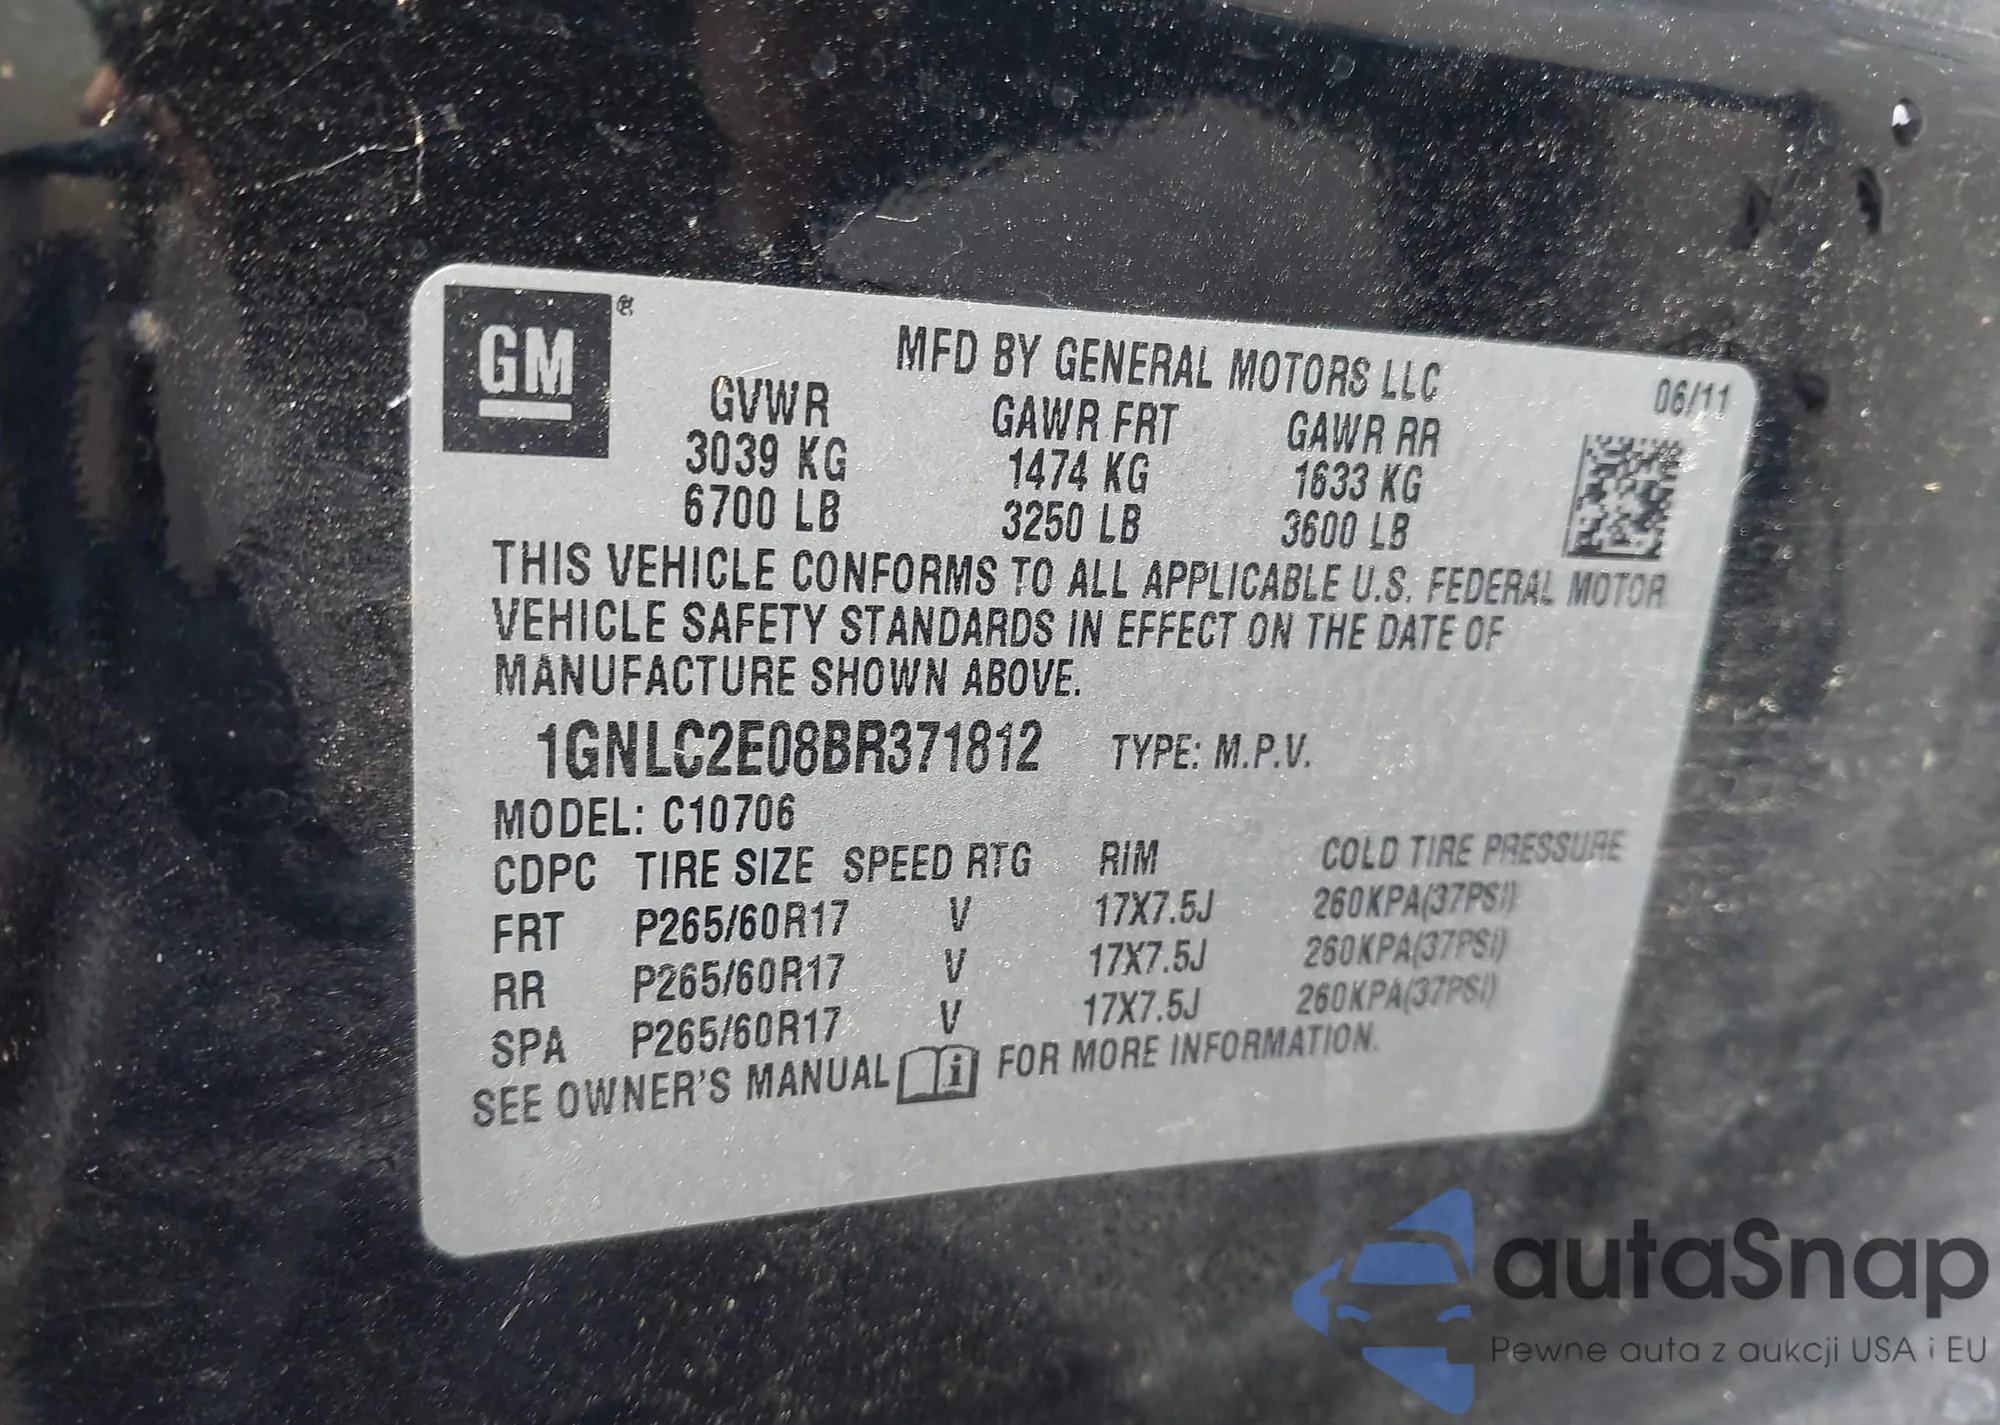 GM®
MFD BY GENERAL MOTORS LLC
06/11
GVWR GAWR FRT GAWR RR
3039 KG 1474 KG 1633 KG
6700 LB 3250 LB 3600 LB
THIS VEHICLE CONFORMS TO ALL APPLICABLE U.S. FEDERAL MOTOR
VEHICLE SAFETY STANDARDS IN EFFECT ON THE DATE OF
MANUFACTURE SHOWN ABOVE.
1GNLC2E08BR371812 TYPE: M.P.V.
MODEL: C10706
CDPC TIRE SIZE SPEED RTG RIM COLD TIRE PRESSURE
FRT P265/60R17 V 17X7.5J 260KPA(37PSI)
RR P265/60R17 V 17X7.5J 260KPA(37PSI)
SPA P265/60R17 V 17X7.5J 260KPA(37PSI)
SEE OWNER'S MANUAL i FOR MORE INFORMATION.
autaSnap
Pewne auta z aukcji USA i EU